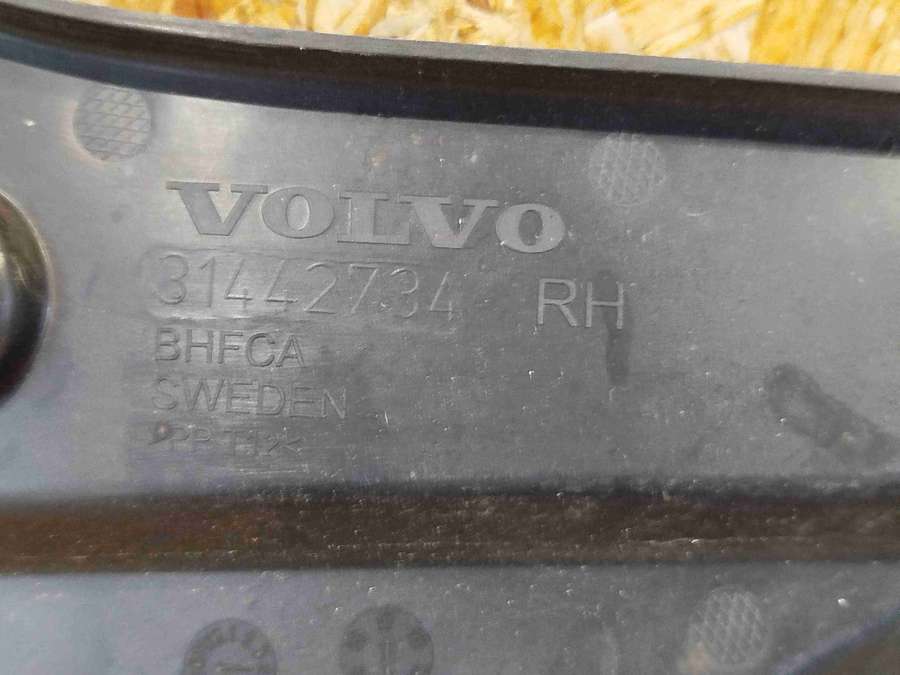 VOLVO
31442734 RH
BHFCA
SWEDEN